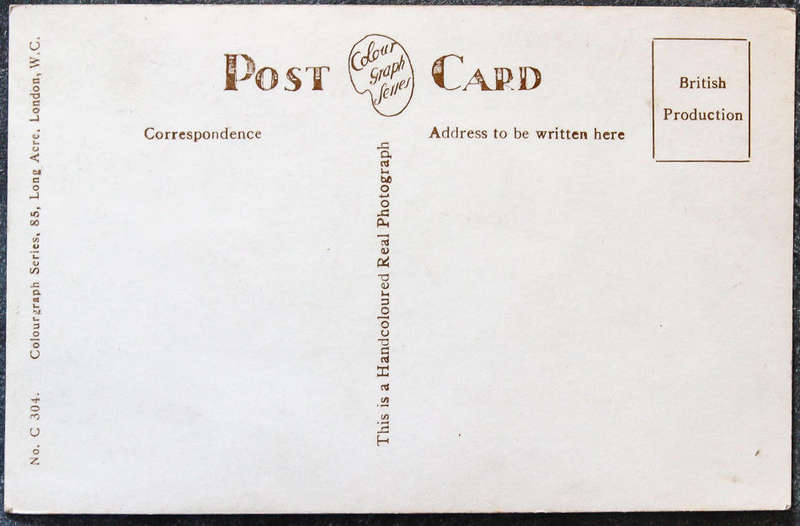 POST CARD
Colour
Graph
Series
Correspondence
Address to be written here
British
Production
This is a Handcoloured Real Photograph
No. C 304. Colourgraph Series, 85, Long Acre, London, W.C.